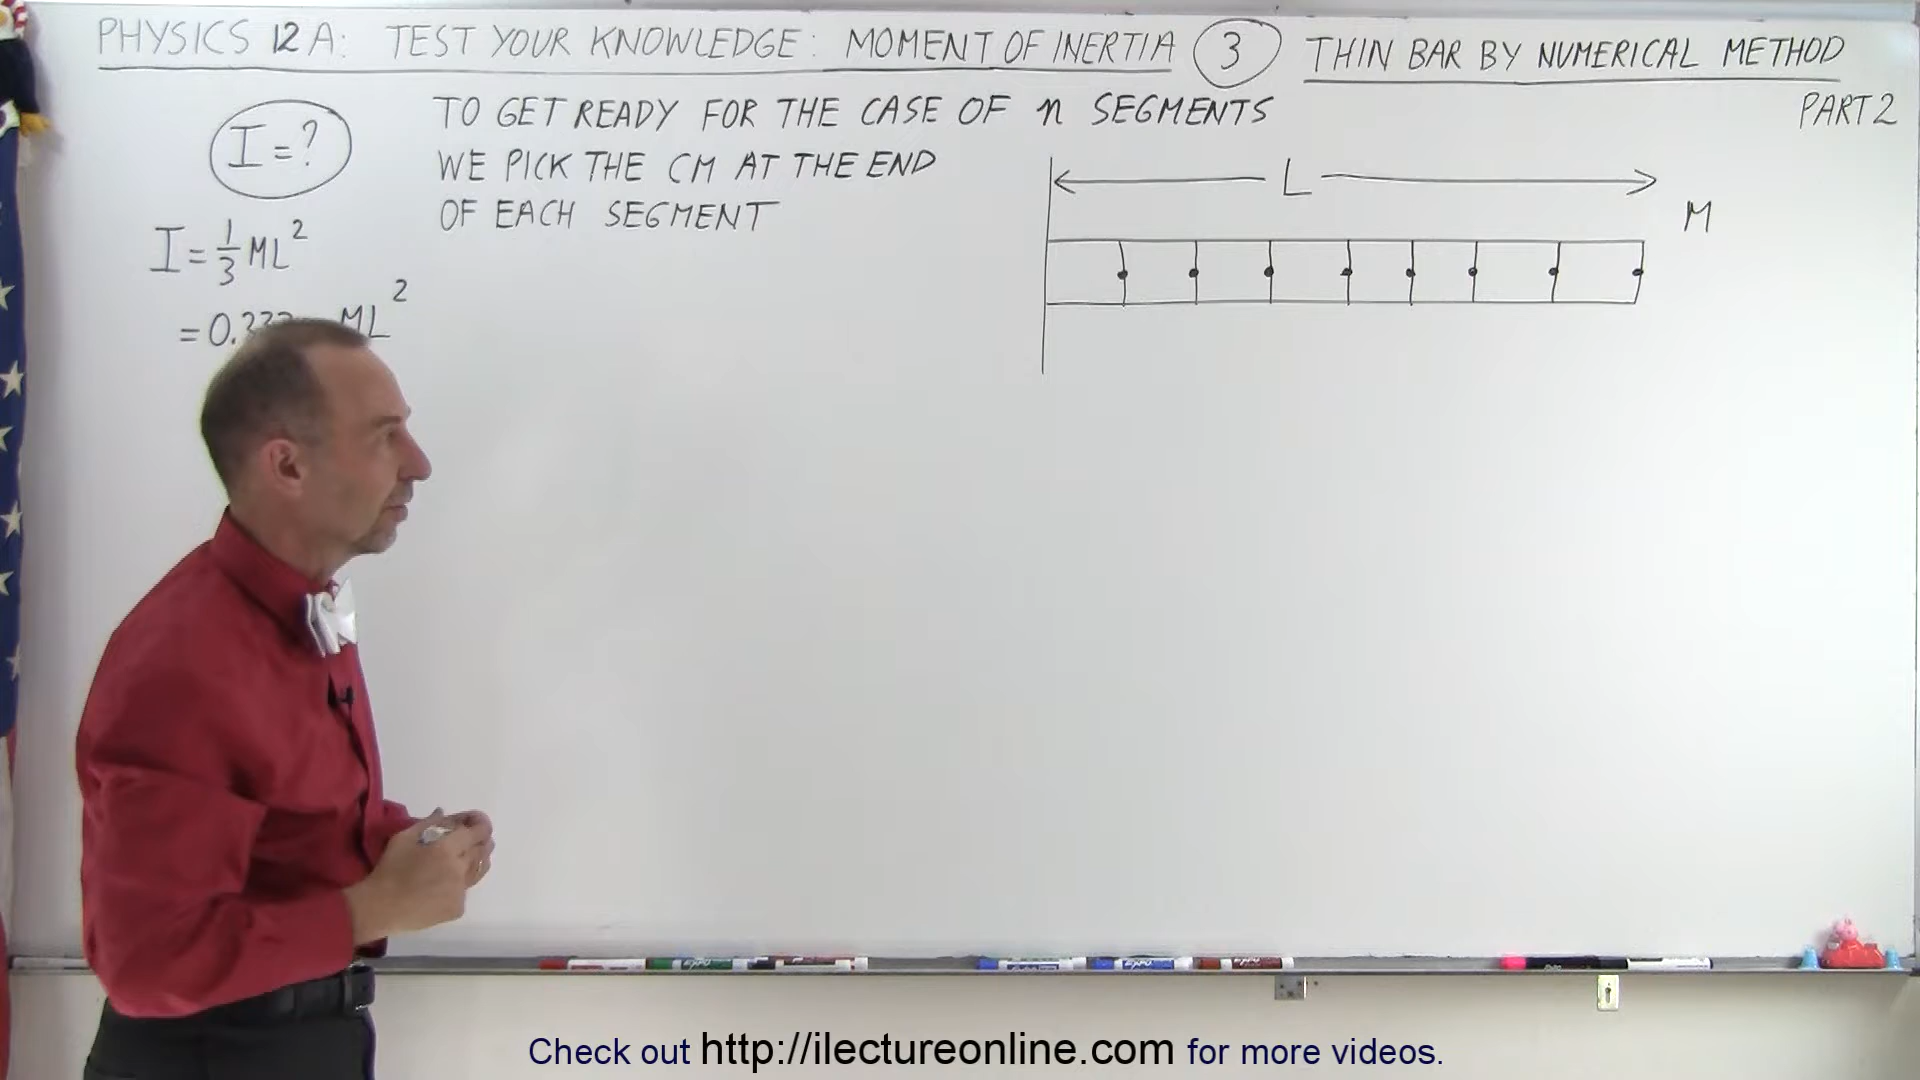 PHYSICS 12A: TEST YOUR KNOWLEDGE: MOMENT OF INERTIA 3 THIN BAR BY NUMERICAL METHOD
PART 2
I = ?
TO GET READY FOR THE CASE OF n SEGMENTS
WE PICK THE CM AT THE END
OF EACH SEGMENT
L
M
I = 1/3 ML²
= 0.333 ML²
Check out http://ilectureonline.com for more videos.